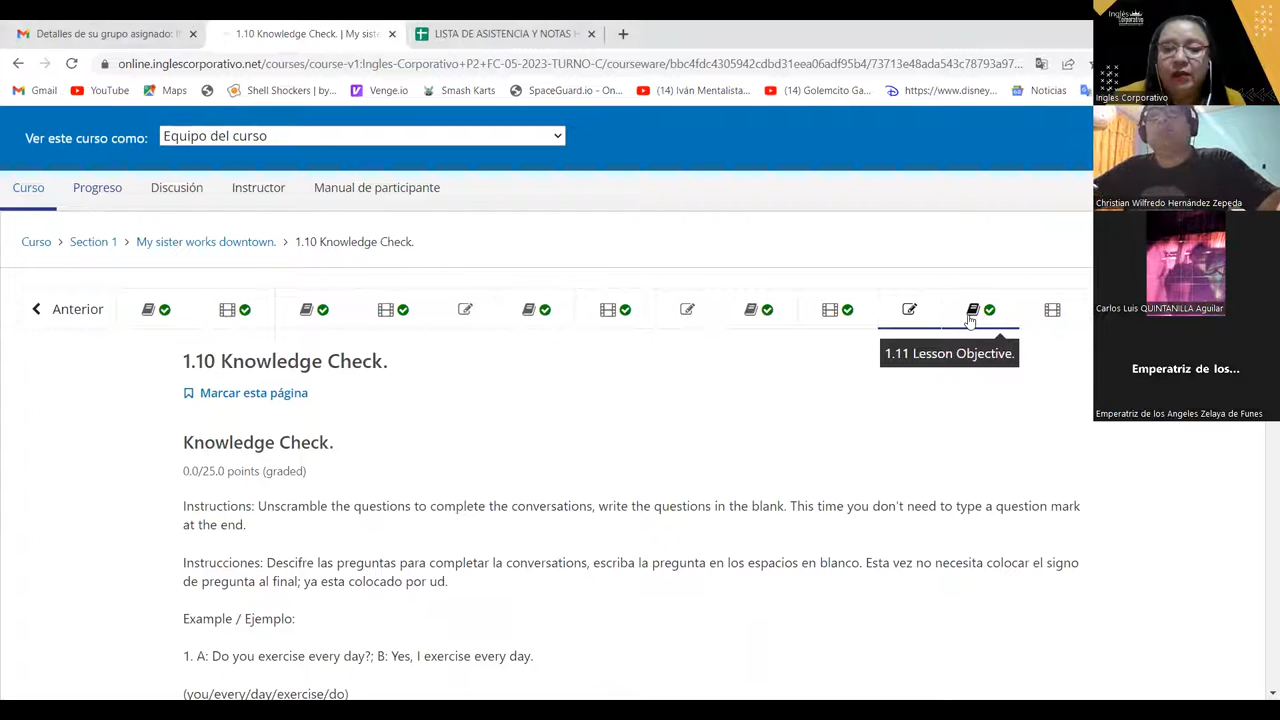 Detalles de su grupo asignado: I
1.10 Knowledge Check. | My siste
LISTA DE ASISTENCIA Y NOTAS H
online.inglescorporativo.net/courses/course-v1:Ingles-Corporativo+P2+FC-05-2023-TURNO-C/courseware/bbc4fdc4305942cdbd31eea06adf95b4/73713e48ada543c78793a97...
Gmail
YouTube
Maps
Shell Shockers | by...
Venge.io
Smash Karts
SpaceGuard.io - On...
(14) Iván Mentalista...
(14) Golemcito Ga...
https://www.disney...
Noticias
Ver este curso como:
Equipo del curso
Curso
Progreso
Discusión
Instructor
Manual de participante
Curso > Section 1 > My sister works downtown. > 1.10 Knowledge Check.
Anterior
1.11 Lesson Objective.
1.10 Knowledge Check.
Marcar esta página
Knowledge Check.
0.0/25.0 points (graded)
Instructions: Unscramble the questions to complete the conversations, write the questions in the blank. This time you don't need to type a question mark
at the end.
Instrucciones: Descifre las preguntas para completar la conversations, escriba la pregunta en los espacios en blanco. Esta vez no necesita colocar el signo
de pregunta al final; ya esta colocado por ud.
Example / Ejemplo:
1. A: Do you exercise every day?; B: Yes, I exercise every day.
(you/every/day/exercise/do)
Inglés
Corporativo
Ingles Corporativo
Christian Wilfredo Hernández Zepeda
Carlos Luis QUINTANILLA Aguilar
Emperatriz de los...
Emperatriz de los Angeles Zelaya de Funes